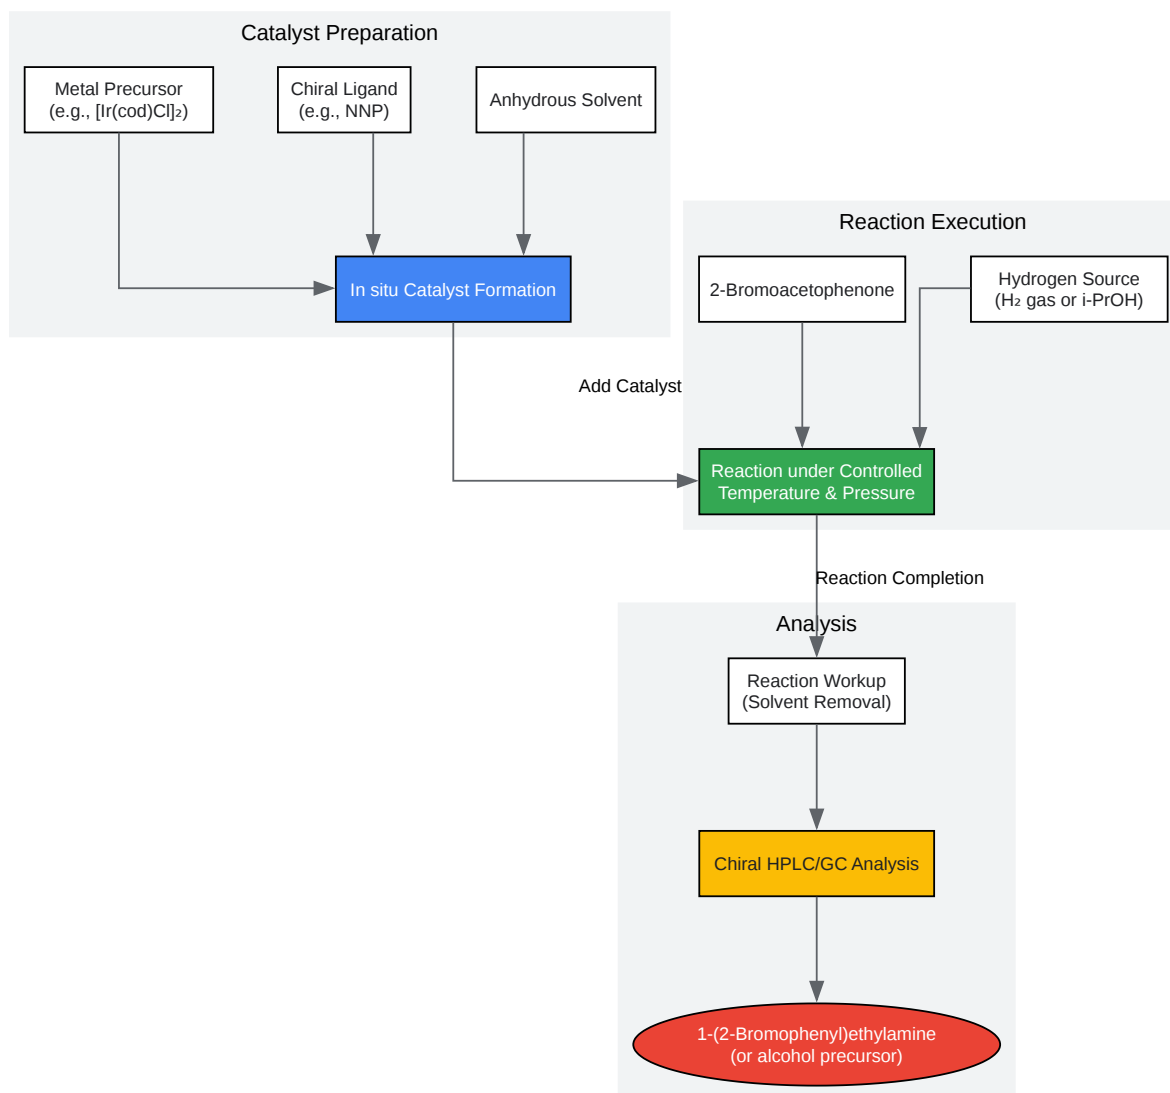 Catalyst Preparation
Metal Precursor
(e.g., [Ir(cod)Cl]₂)
Chiral Ligand
(e.g., NNP)
Anhydrous Solvent
In situ Catalyst Formation
Add Catalyst
Reaction Execution
2-Bromoacetophenone
Hydrogen Source
(H₂ gas or i-PrOH)
Reaction under Controlled
Temperature & Pressure
Reaction Completion
Analysis
Reaction Workup
(Solvent Removal)
Chiral HPLC/GC Analysis
1-(2-Bromophenyl)ethylamine
(or alcohol precursor)